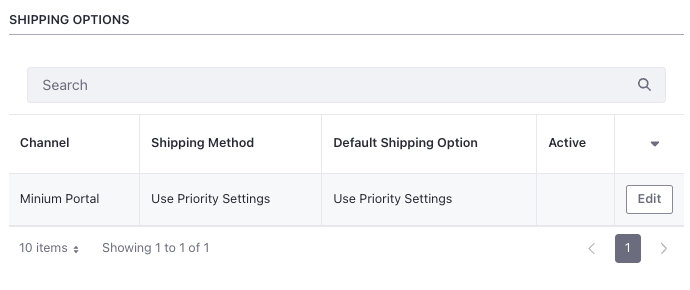 SHIPPING OPTIONS
Search
Channel Shipping Method Default Shipping Option Active
Minium Portal Use Priority Settings Use Priority Settings Edit
10 items Showing 1 to 1 of 1 1